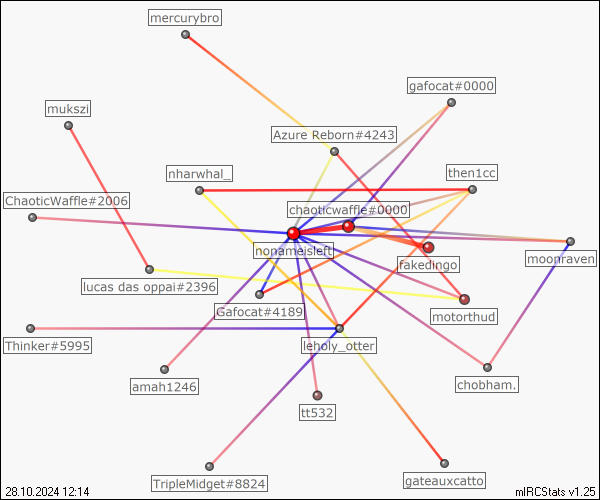 mercurybro
gafocat#0000
mukszi
Azure Reborn#4243
nharwhal_
then1cc
ChaoticWaffle#2006
chaoticwaffle#0000
nonameisleft
fakedingo
moonraven
lucas das oppai#2396
Gafocat#4189
motorthud
Thinker#5995
leholy_otter
amah1246
chobham.
tt532
TripleMidget#8824
gateauxcatto
28.10.2024 12:14
mIRCStats v1.25